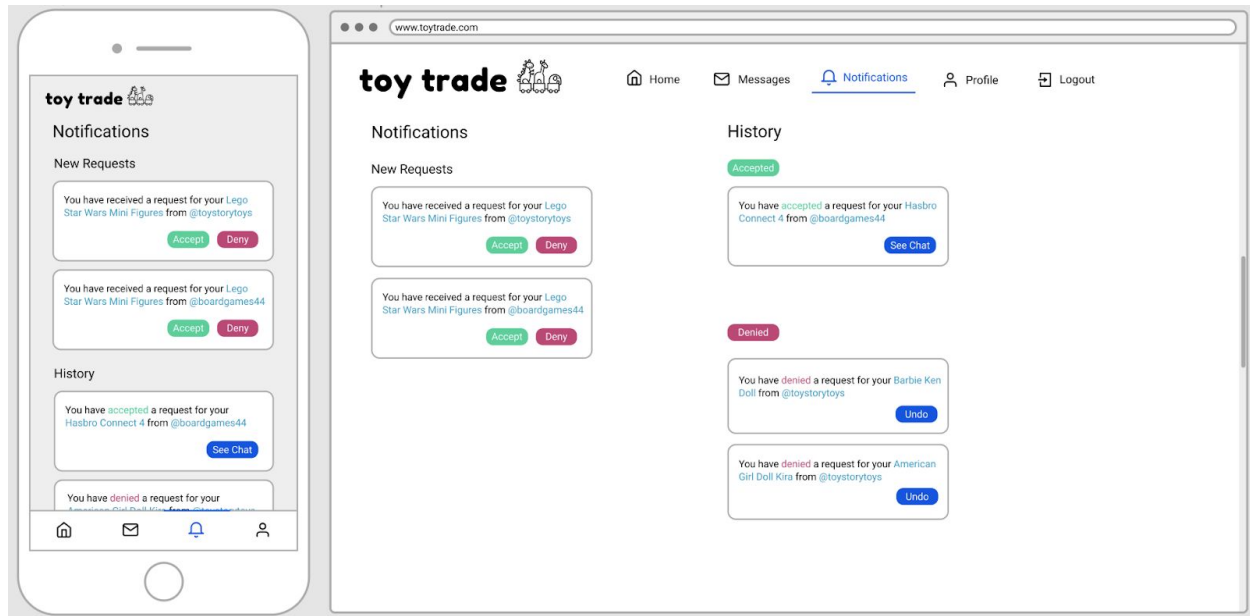 toy trade
Notifications
New Requests
You have received a request for your Lego
Star Wars Mini Figures from @toystorytoys
Accept Deny
You have received a request for your Lego
Star Wars Mini Figures from @boardgames44
Accept Deny
History
You have accepted a request for your
Hasbro Connect 4 from @boardgames44
See Chat
You have denied a request for your
American Girl Doll Kira from @toystorytoys
www.toytrade.com
toy trade
Home Messages Notifications Profile Logout
Notifications
New Requests
You have received a request for your Lego
Star Wars Mini Figures from @toystorytoys
Accept Deny
You have received a request for your Lego
Star Wars Mini Figures from @boardgames44
Accept Deny
History
Accepted
You have accepted a request for your Hasbro
Connect 4 from @boardgames44
See Chat
Denied
You have denied a request for your Barbie Ken
Doll from @toystorytoys
Undo
You have denied a request for your American
Girl Doll Kira from @toystorytoys
Undo